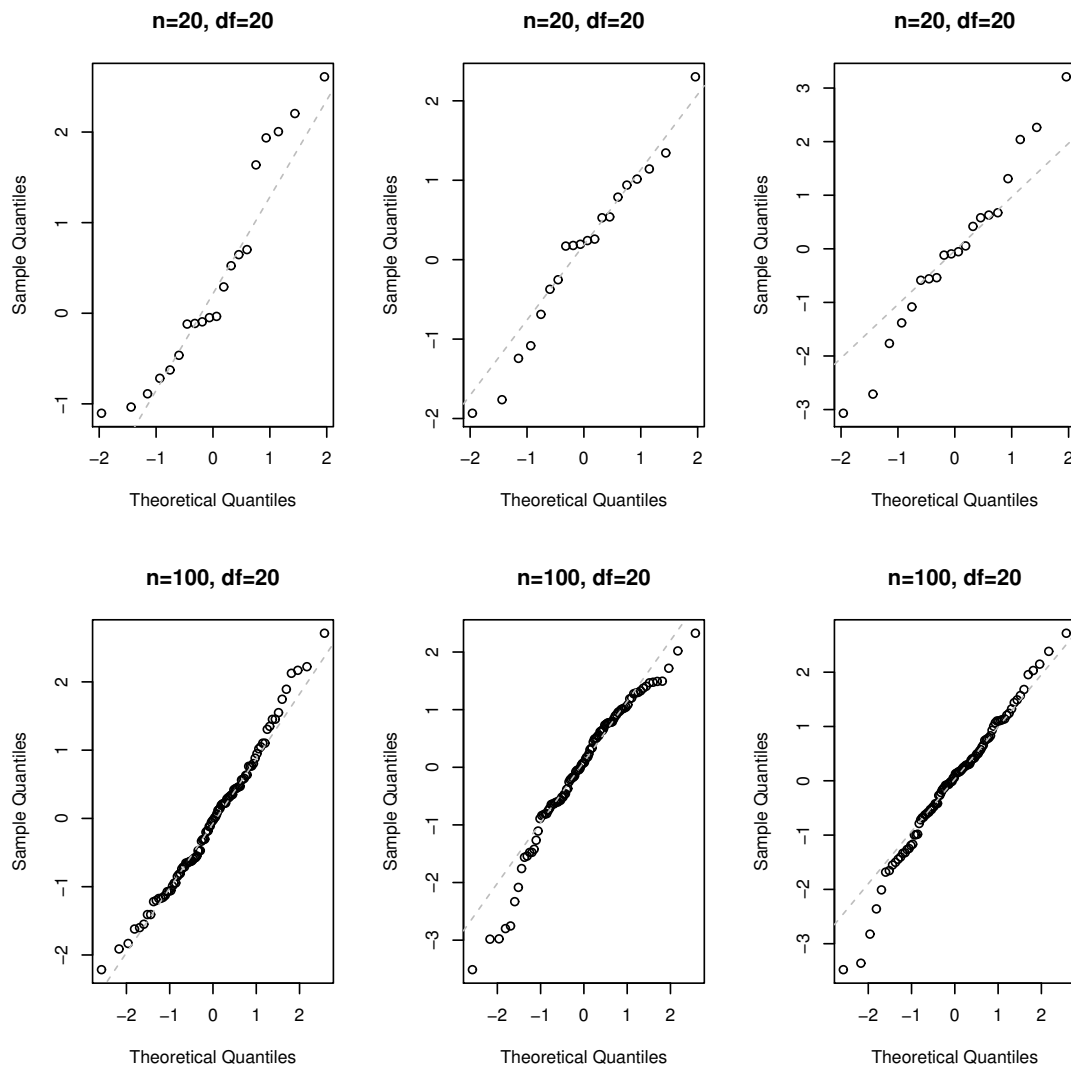 n=20, df=20
n=20, df=20
n=20, df=20
2
1
0
−1
Sample Quantiles
−2 −1 0 1 2
Theoretical Quantiles
2
1
0
−1
−2
Sample Quantiles
−2 −1 0 1 2
Theoretical Quantiles
3
2
1
0
−1
−2
−3
Sample Quantiles
−2 −1 0 1 2
Theoretical Quantiles
n=100, df=20
n=100, df=20
n=100, df=20
2
1
0
−1
−2
Sample Quantiles
−2 −1 0 1 2
Theoretical Quantiles
2
1
0
−1
−2
−3
Sample Quantiles
−2 −1 0 1 2
Theoretical Quantiles
2
1
0
−1
−2
−3
Sample Quantiles
−2 −1 0 1 2
Theoretical Quantiles